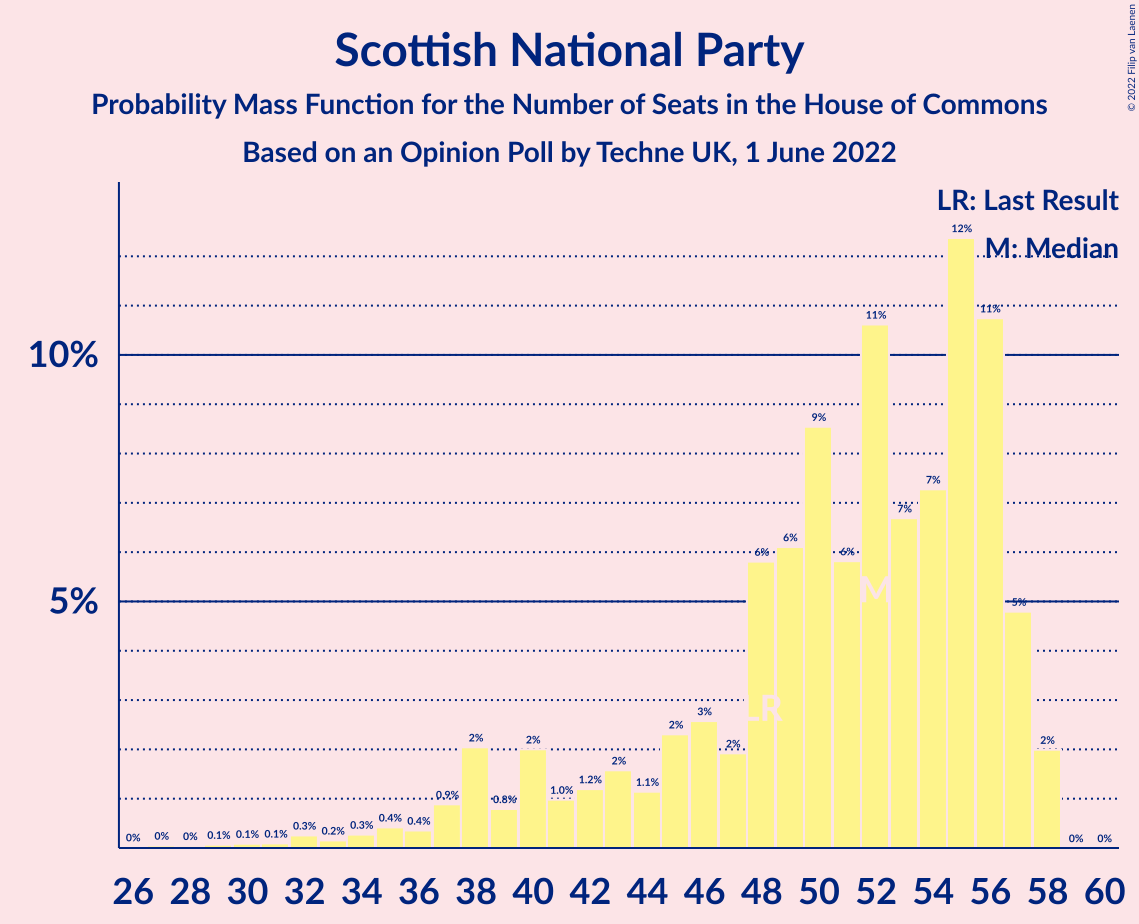 © 2022 Filip van Laenen
Scottish National Party
Probability Mass Function for the Number of Seats in the House of Commons
Based on an Opinion Poll by Techne UK, 1 June 2022
LR: Last Result
M: Median
10%
5%
0% 0% 0% 0.1% 0.1% 0.1% 0.3% 0.2% 0.3% 0.4% 0.4% 0.9% 2% 0.8% 2% 1.0% 1.2% 2% 1.1% 2% 3% 2% 6% 6% 9% 6% 11% 7% 7% 12% 11% 5% 2% 0% 0%
LR
M
26 28 30 32 34 36 38 40 42 44 46 48 50 52 54 56 58 60